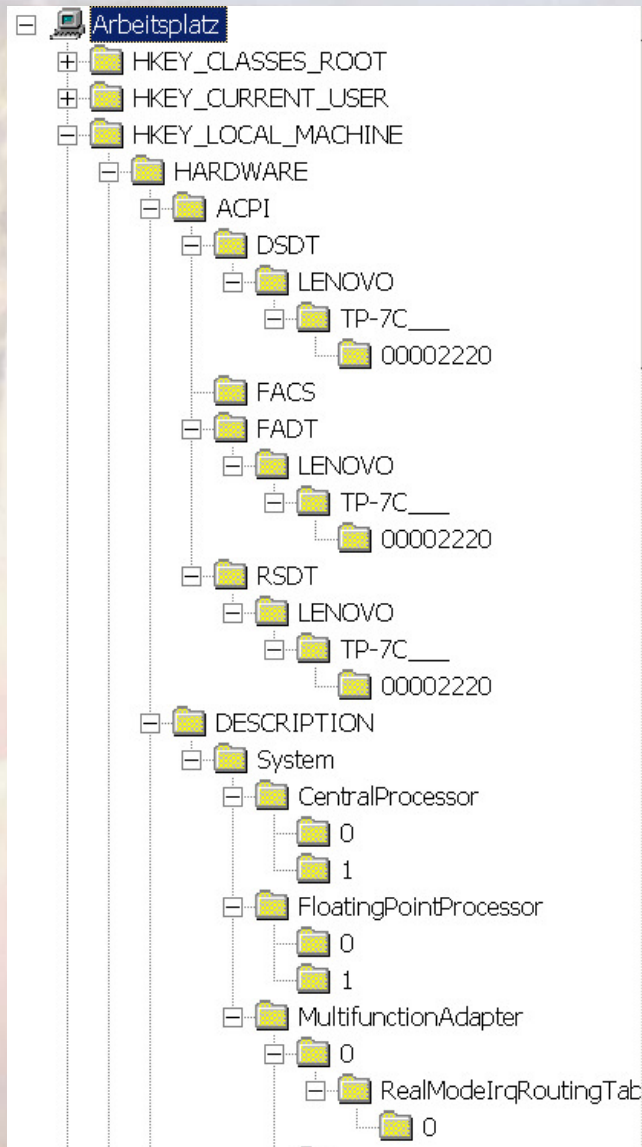 Arbeitsplatz
HKEY_CLASSES_ROOT
HKEY_CURRENT_USER
HKEY_LOCAL_MACHINE
HARDWARE
ACPI
DSDT
LENOVO
TP-7C___
00002220
FACS
FADT
LENOVO
TP-7C___
00002220
RSDT
LENOVO
TP-7C___
00002220
DESCRIPTION
System
CentralProcessor
0
1
FloatingPointProcessor
0
1
MultifunctionAdapter
0
RealModeIrqRoutingTab
0